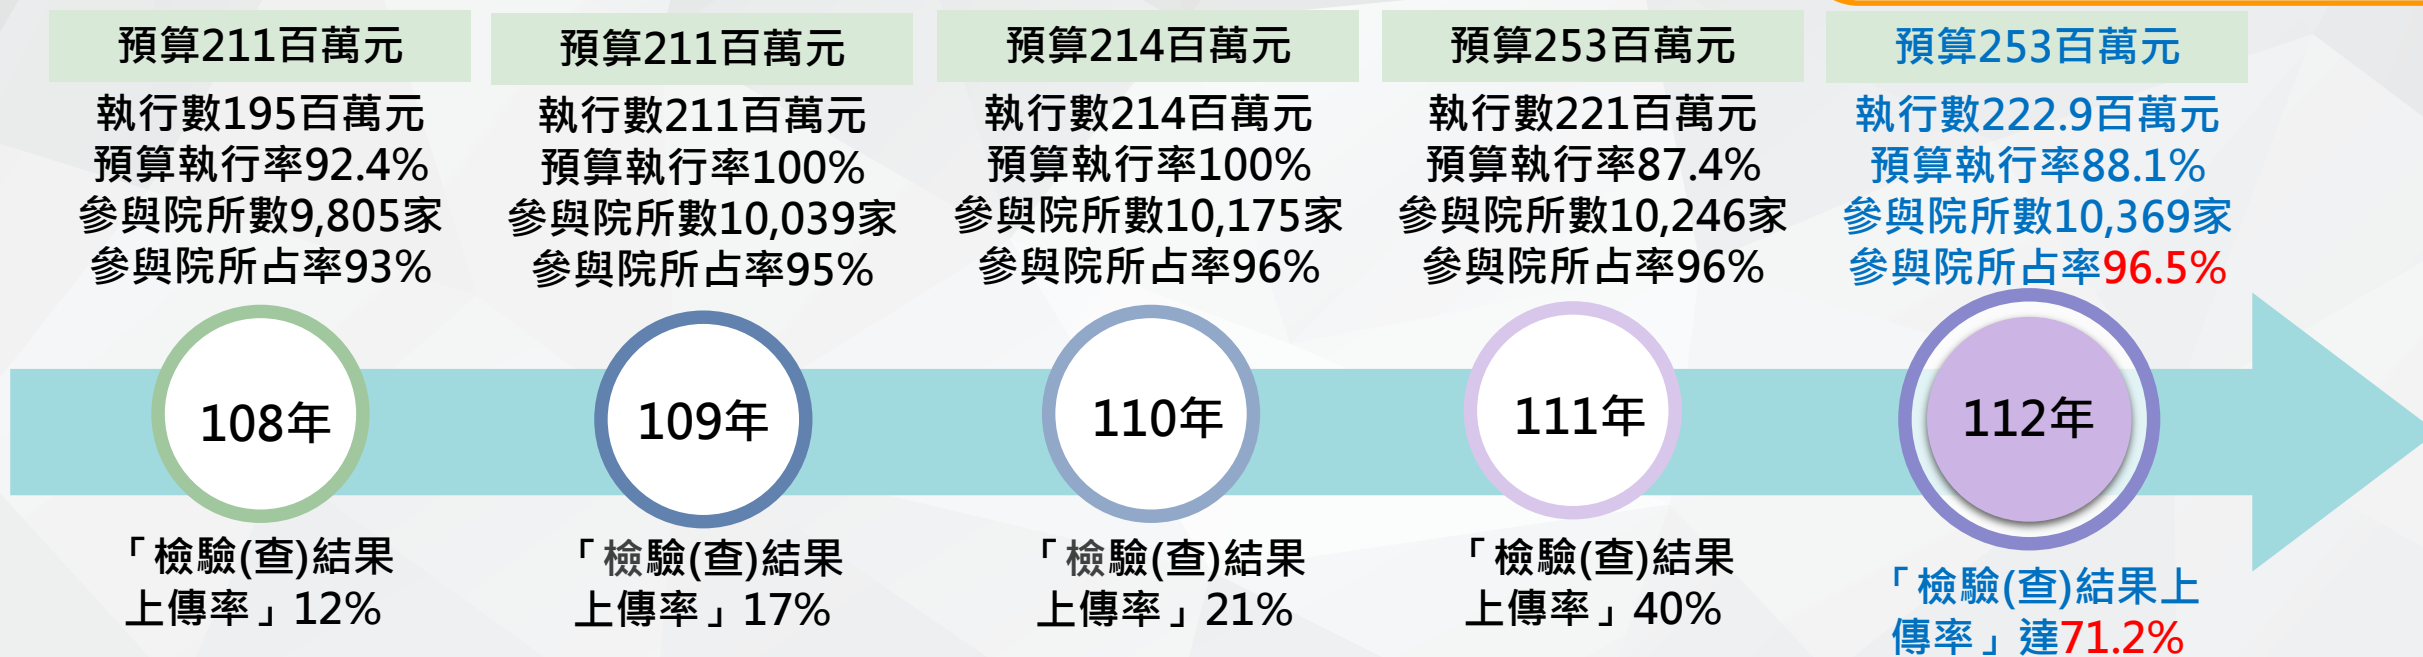 預算211百萬元
執行數195百萬元
預算執行率92.4%
參與院所數9,805家
參與院所占率93%
108年
「檢驗(查)結果
上傳率」12%
預算211百萬元
執行數211百萬元
預算執行率100%
參與院所數10,039家
參與院所占率95%
109年
「檢驗(查)結果
上傳率」17%
預算214百萬元
執行數214百萬元
預算執行率100%
參與院所數10,175家
參與院所占率96%
110年
「檢驗(查)結果
上傳率」21%
預算253百萬元
執行數221百萬元
預算執行率87.4%
參與院所數10,246家
參與院所占率96%
111年
「檢驗(查)結果
上傳率」40%
預算253百萬元
執行數222.9百萬元
預算執行率88.1%
參與院所數10,369家
參與院所占率96.5%
112年
「檢驗(查)結果上
傳率」達71.2%